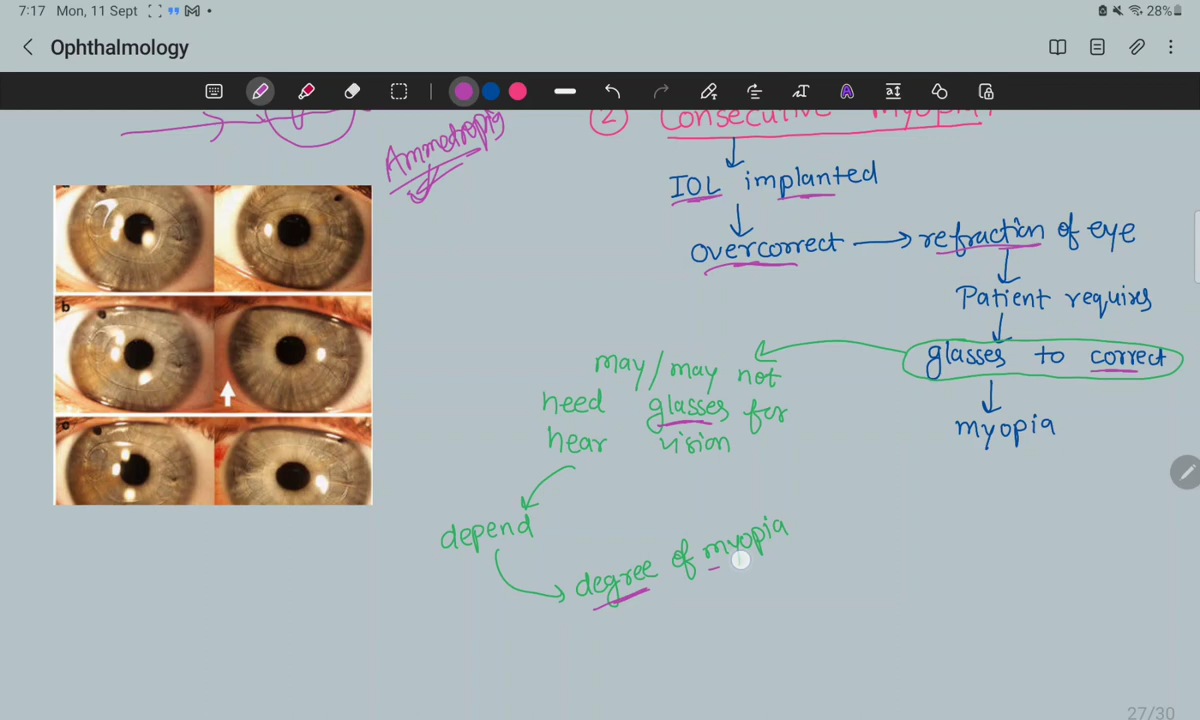 7:17 Mon, 11 Sept
28%
Ophthalmology
Ammetropia
② Consecutive myopia
IOL implanted
overcorrect → refraction of eye
Patient requires
glasses to correct
myopia
may/may not
need glasses for
near vision
depend
degree of myopia
b
c
27/30